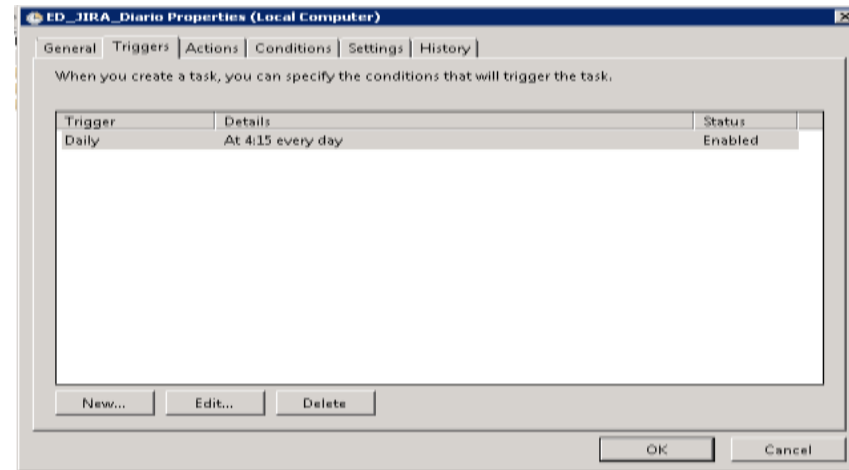 ED_JIRA_Diario Properties (Local Computer)
General Triggers Actions Conditions Settings History
When you create a task, you can specify the conditions that will trigger the task.
Trigger Details Status
Daily At 4:15 every day Enabled
New... Edit... Delete
OK Cancel